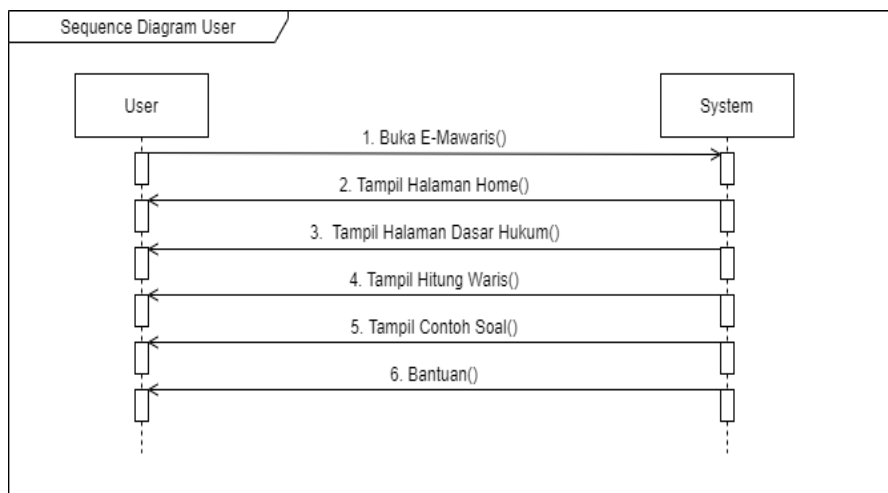 Sequence Diagram User
User
System
1. Buka E-Mawaris()
2. Tampil Halaman Home()
3. Tampil Halaman Dasar Hukum()
4. Tampil Hitung Waris()
5. Tampil Contoh Soal()
6. Bantuan()